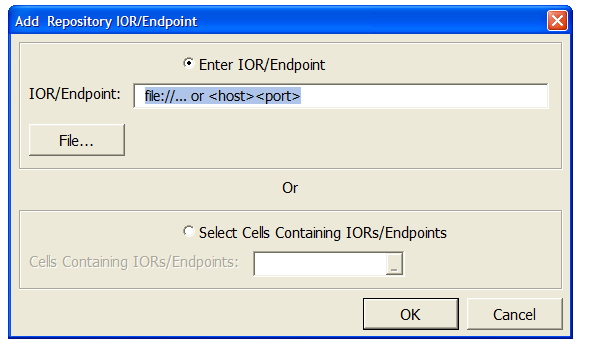 Add  Repository IOR/Endpoint
Enter IOR/Endpoint
IOR/Endpoint: file://... or <host><port>
File...
Or
Select Cells Containing IORs/Endpoints
Cells Containing IORs/Endpoints: ...
OK Cancel